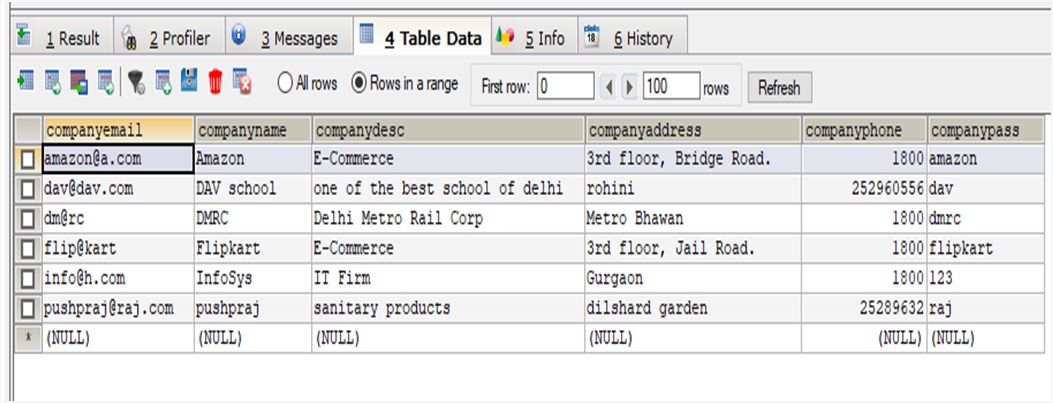 1 Result 2 Profiler 3 Messages 4 Table Data 5 Info 18 6 History
All rows Rows in a range First row: 0 100 rows Refresh
companyemail companyname companydesc companyaddress companyphone companypass
amazon@a.com Amazon E-Commerce 3rd floor, Bridge Road. 1800 amazon
dav@dav.com DAV school one of the best school of delhi rohini 252960556 dav
dm@rc DMRC Delhi Metro Rail Corp Metro Bhawan 1800 dmrc
flip@kart Flipkart E-Commerce 3rd floor, Jail Road. 1800 flipkart
info@h.com InfoSys IT Firm Gurgaon 1800 123
pushpraj@raj.com pushpraj sanitary products dilshard garden 25289632 raj
* (NULL) (NULL) (NULL) (NULL) (NULL) (NULL)